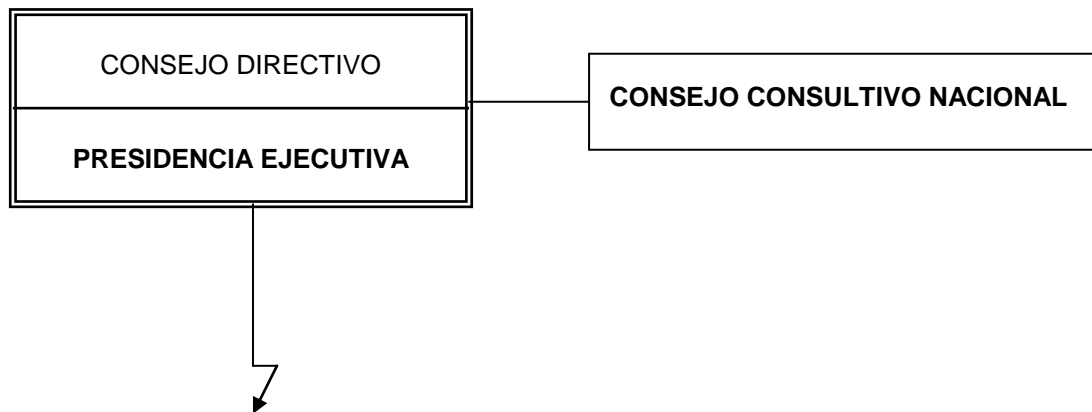 CONSEJO DIRECTIVO
CONSEJO CONSULTIVO NACIONAL
PRESIDENCIA EJECUTIVA